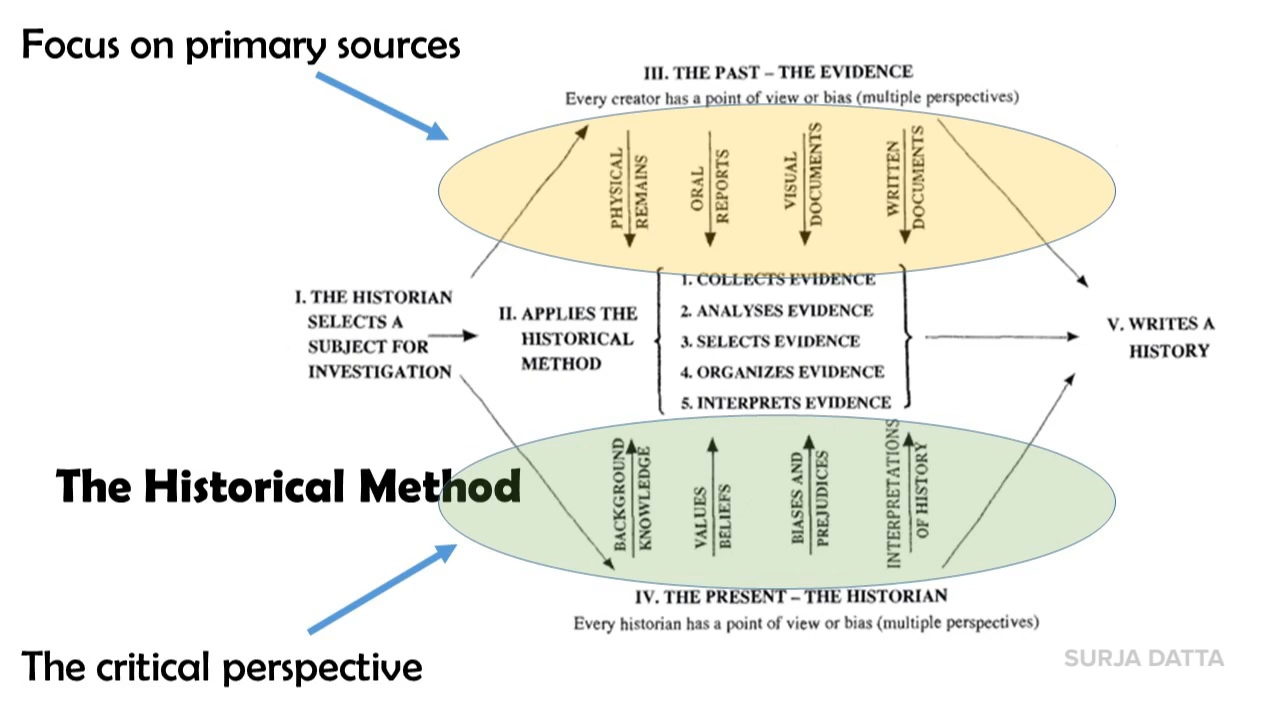 Focus on primary sources
III. THE PAST – THE EVIDENCE
Every creator has a point of view or bias (multiple perspectives)
PHYSICAL
REMAINS
ORAL
REPORTS
VISUAL
DOCUMENTS
WRITTEN
DOCUMENTS
I. THE HISTORIAN
SELECTS A
SUBJECT FOR
INVESTIGATION
II. APPLIES THE
HISTORICAL
METHOD
1. COLLECTS EVIDENCE
2. ANALYSES EVIDENCE
3. SELECTS EVIDENCE
4. ORGANIZES EVIDENCE
5. INTERPRETS EVIDENCE
V. WRITES A
HISTORY
The Historical Method
BACKGROUND
KNOWLEDGE
VALUES
BELIEFS
BIASES AND
PREJUDICES
INTERPRETATIONS
OF HISTORY
IV. THE PRESENT – THE HISTORIAN
Every historian has a point of view or bias (multiple perspectives)
The critical perspective
SURJA DATTA